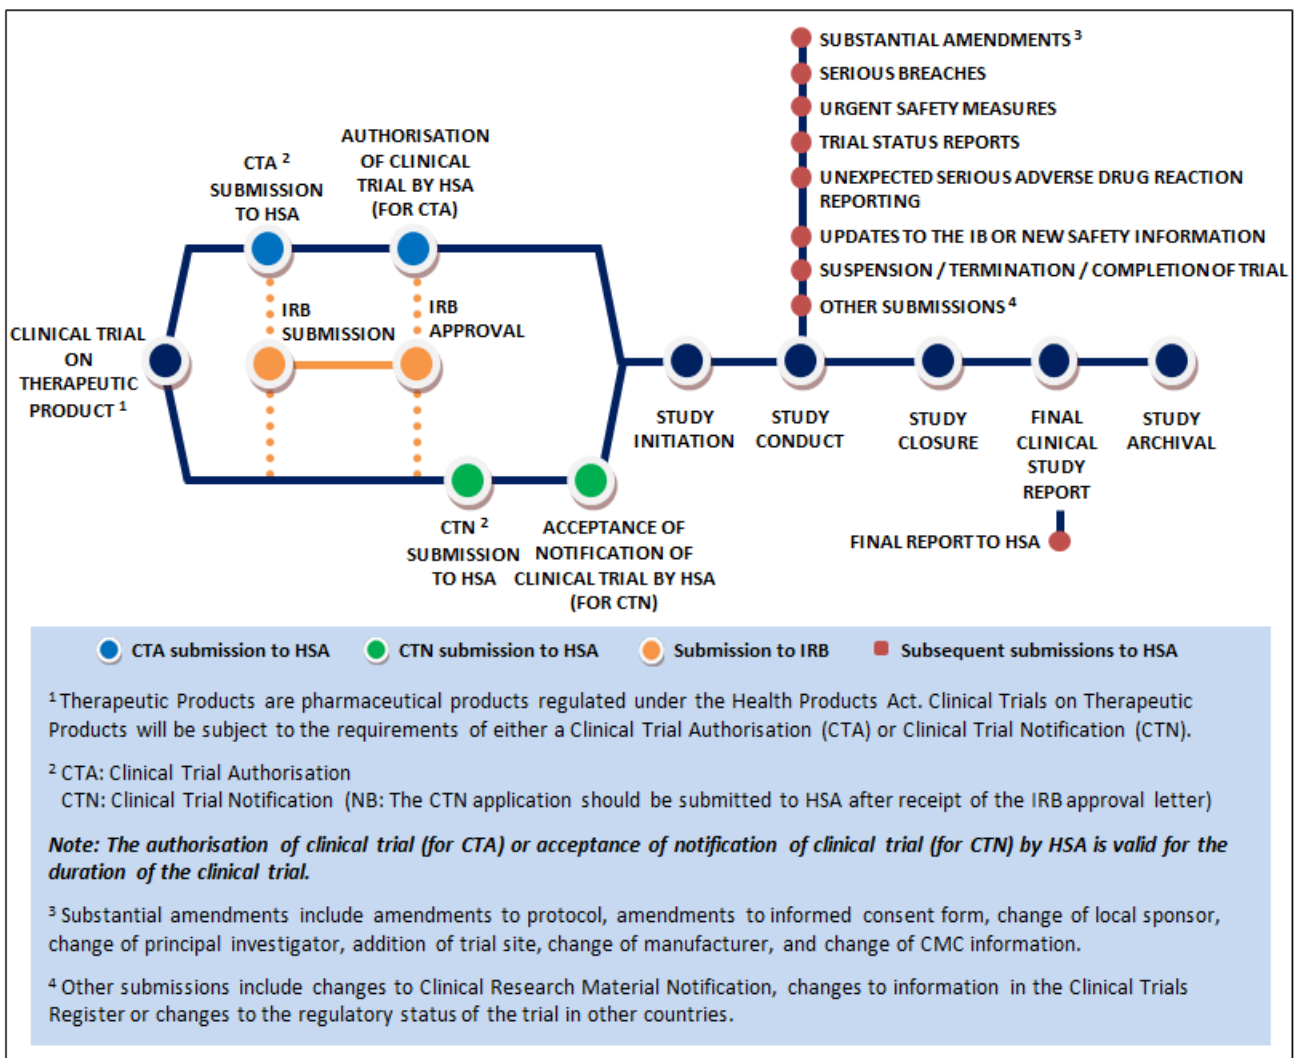 SUBSTANTIAL AMENDMENTS 3
SERIOUS BREACHES
URGENT SAFETY MEASURES
TRIAL STATUS REPORTS
UNEXPECTED SERIOUS ADVERSE DRUG REACTION
REPORTING
UPDATES TO THE IB OR NEW SAFETY INFORMATION
SUSPENSION / TERMINATION / COMPLETION OF TRIAL
OTHER SUBMISSIONS 4
CTA 2
SUBMISSION
TO HSA
AUTHORISATION
OF CLINICAL
TRIAL BY HSA
(FOR CTA)
IRB
SUBMISSION
IRB
APPROVAL
CLINICAL TRIAL
ON
THERAPEUTIC
PRODUCT 1
CTN 2
SUBMISSION
TO HSA
ACCEPTANCE OF
NOTIFICATION OF
CLINICAL TRIAL BY HSA
(FOR CTN)
STUDY
INITIATION
STUDY
CONDUCT
STUDY
CLOSURE
FINAL
CLINICAL
STUDY
REPORT
STUDY
ARCHIVAL
FINAL REPORT TO HSA
CTA submission to HSA
CTN submission to HSA
Submission to IRB
Subsequent submissions to HSA
1 Therapeutic Products are pharmaceutical products regulated under the Health Products Act. Clinical Trials on Therapeutic
Products will be subject to the requirements of either a Clinical Trial Authorisation (CTA) or Clinical Trial Notification (CTN).
2 CTA: Clinical Trial Authorisation
CTN: Clinical Trial Notification (NB: The CTN application should be submitted to HSA after receipt of the IRB approval letter)
Note: The authorisation of clinical trial (for CTA) or acceptance of notification of clinical trial (for CTN) by HSA is valid for the
duration of the clinical trial.
3 Substantial amendments include amendments to protocol, amendments to informed consent form, change of local sponsor,
change of principal investigator, addition of trial site, change of manufacturer, and change of CMC information.
4 Other submissions include changes to Clinical Research Material Notification, changes to information in the Clinical Trials
Register or changes to the regulatory status of the trial in other countries.